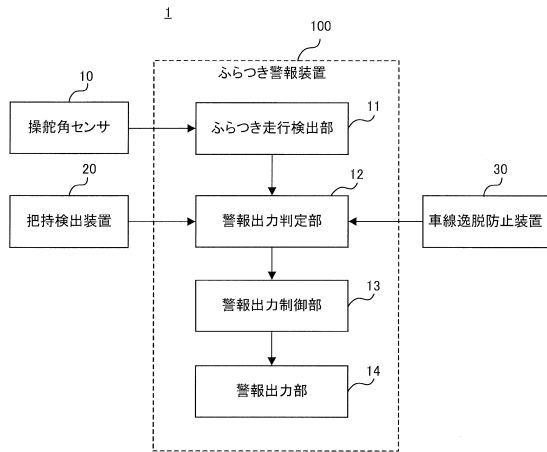 1
100
ふらつき警報装置
10
操舵角センサ
11
ふらつき走行検出部
20
把持検出装置
12
警報出力判定部
30
車線逸脱防止装置
13
警報出力制御部
14
警報出力部